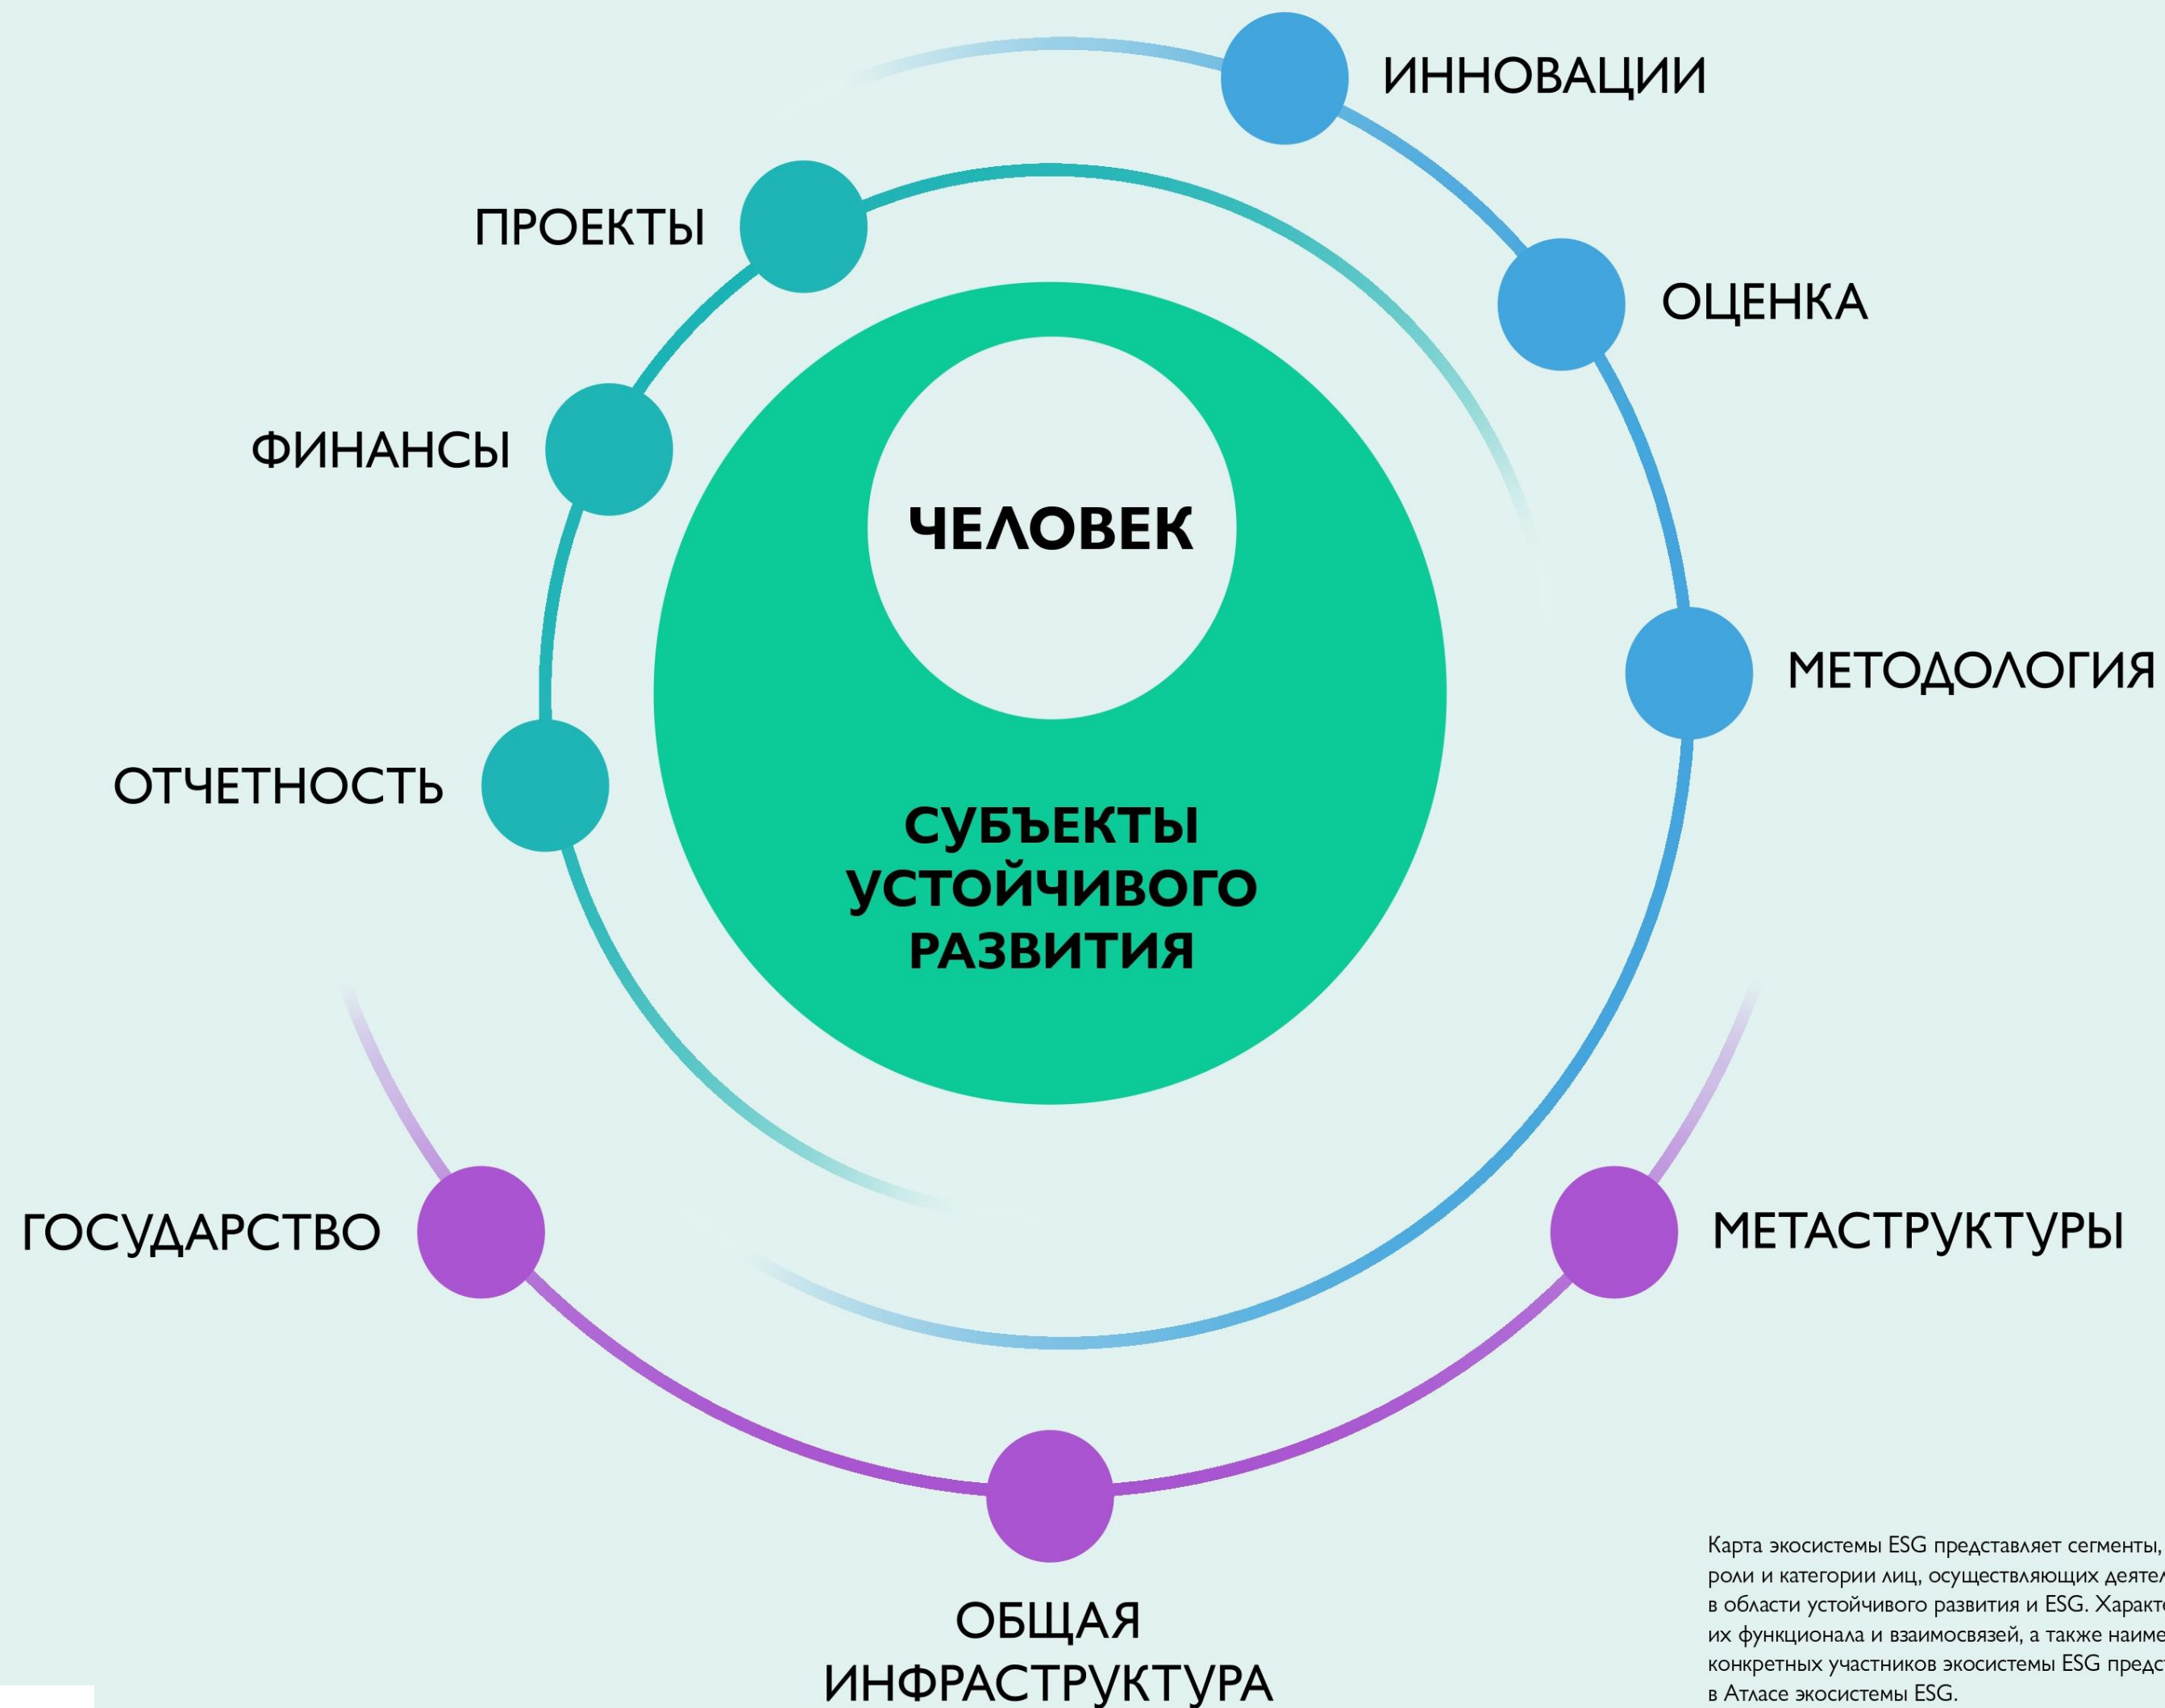 ИННОВАЦИИ
ПРОЕКТЫ
ОЦЕНКА
ФИНАНСЫ
ЧЕЛОВЕК
МЕТОДОЛОГИЯ
ОТЧЕТНОСТЬ
СУБЪЕКТЫ
УСТОЙЧИВОГО
РАЗВИТИЯ
ГОСУДАРСТВО
МЕТАСТРУКТУРЫ
ОБЩАЯ
ИНФРАСТРУКТУРА
Карта экосистемы ESG представляет сегменты,
роли и категории лиц, осуществляющих
в области устойчивого развития и ESG.
их функционала и взаимосвязей, а также
конкретных участников экосистемы ESG
в Атласе экосистемы ESG.